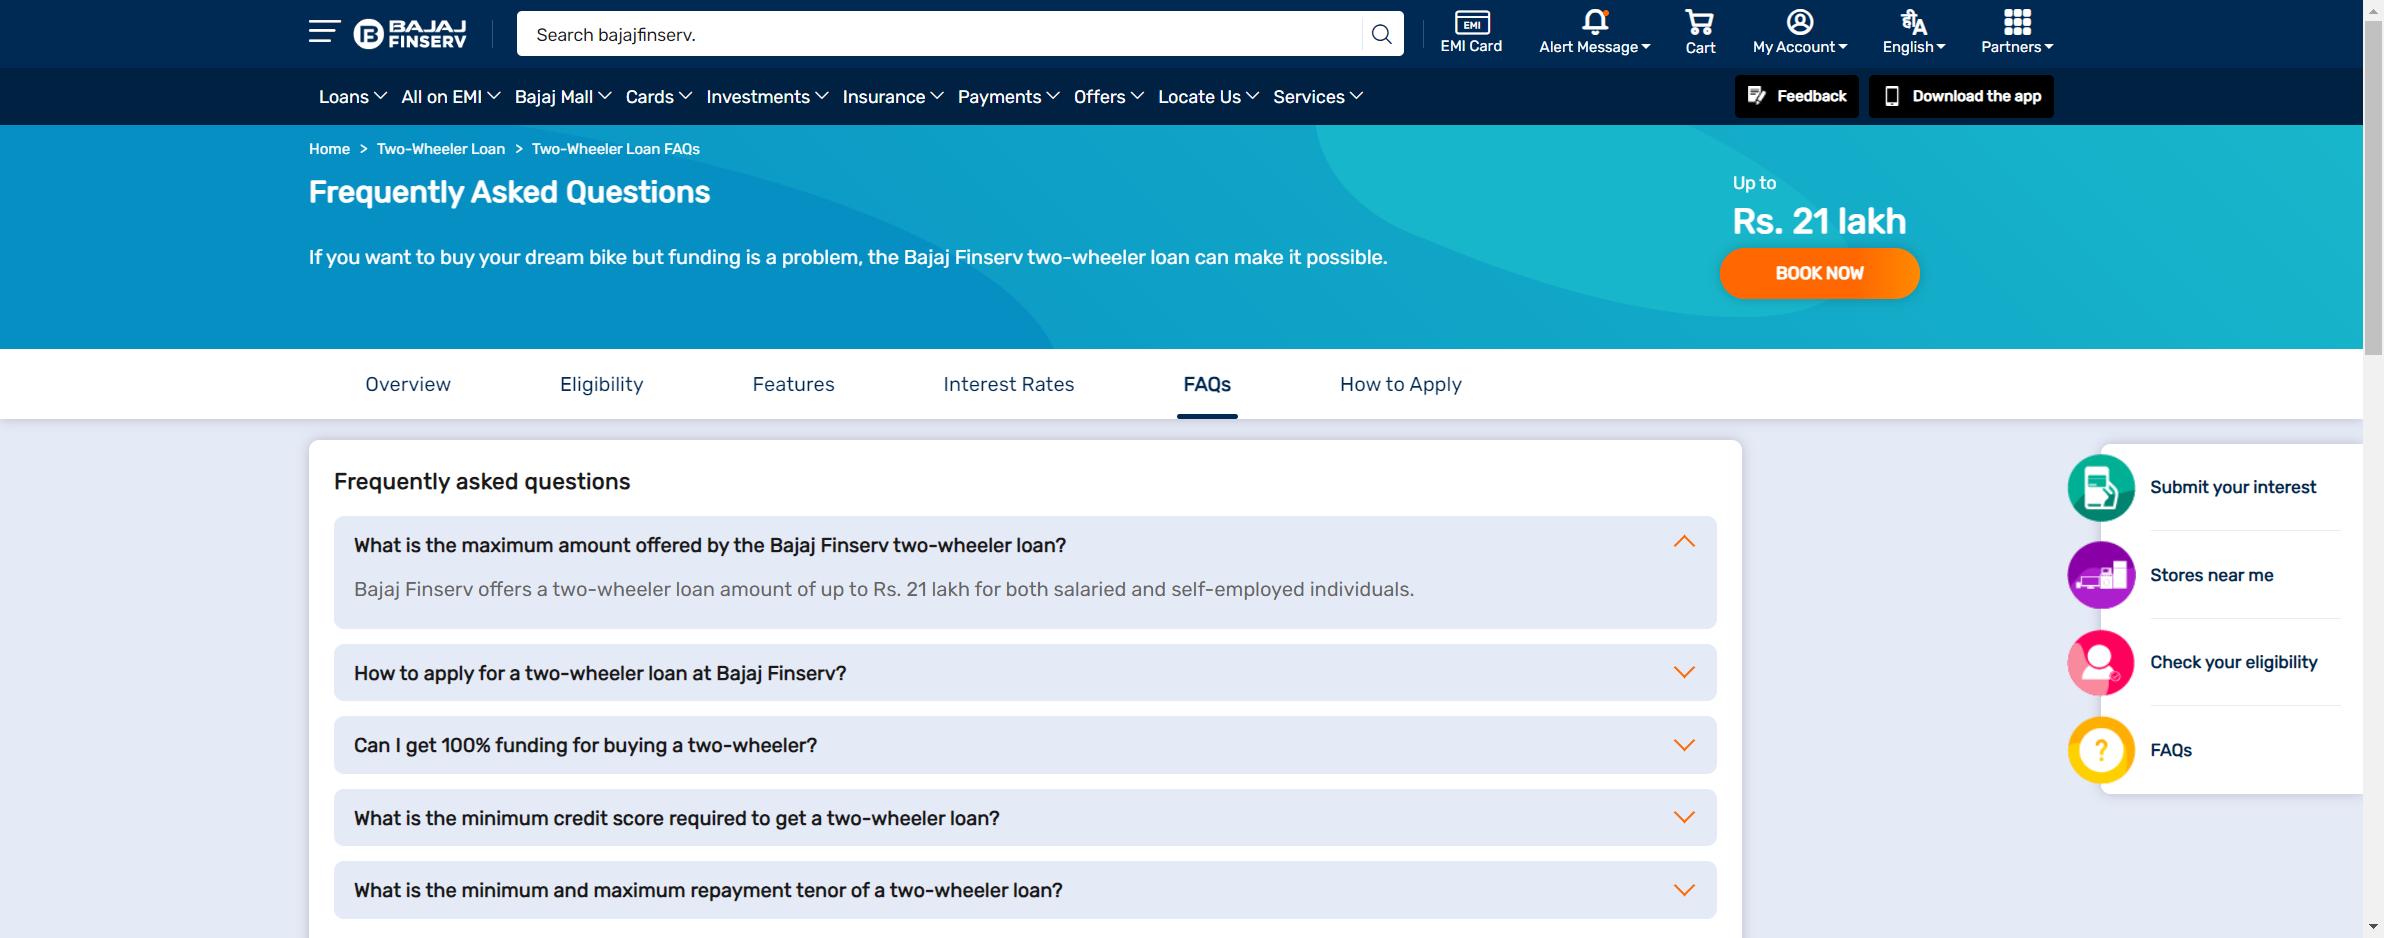 BAJAJ
FINSERV
Search bajajfinserv.
EMI
EMI Card
Alert Message
Cart
My Account
हीA
English
Partners
Loans All on EMI Bajaj Mall Cards Investments Insurance Payments Offers Locate Us Services
Feedback
Download the app
Home > Two-Wheeler Loan > Two-Wheeler Loan FAQs
Frequently Asked Questions
If you want to buy your dream bike but funding is a problem, the Bajaj Finserv two-wheeler loan can make it possible.
Up to
Rs. 21 lakh
BOOK NOW
Overview Eligibility Features Interest Rates FAQs How to Apply
Frequently asked questions
What is the maximum amount offered by the Bajaj Finserv two-wheeler loan?
Bajaj Finserv offers a two-wheeler loan amount of up to Rs. 21 lakh for both salaried and self-employed individuals.
How to apply for a two-wheeler loan at Bajaj Finserv?
Can I get 100% funding for buying a two-wheeler?
What is the minimum credit score required to get a two-wheeler loan?
What is the minimum and maximum repayment tenor of a two-wheeler loan?
Submit your interest
Stores near me
Check your eligibility
?
FAQs